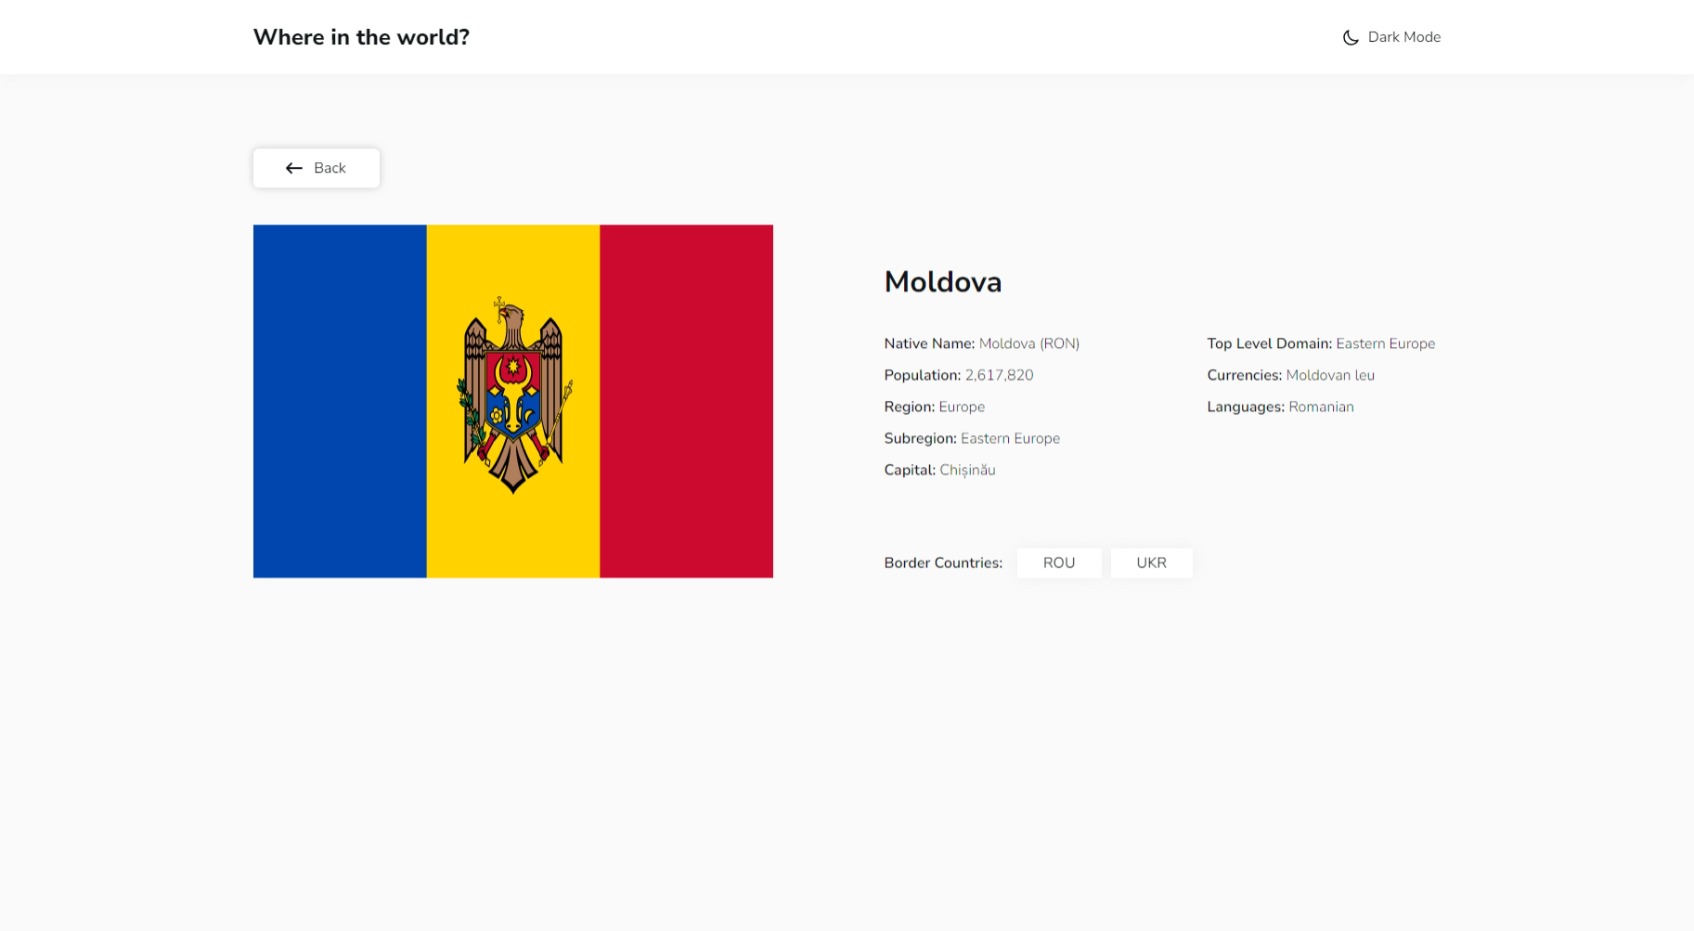 Where in the world?
Dark Mode
Back
Moldova
Native Name: Moldova (RON)
Population: 2,617,820
Region: Europe
Subregion: Eastern Europe
Capital: Chișinău
Top Level Domain: Eastern Europe
Currencies: Moldovan leu
Languages: Romanian
Border Countries: ROU UKR